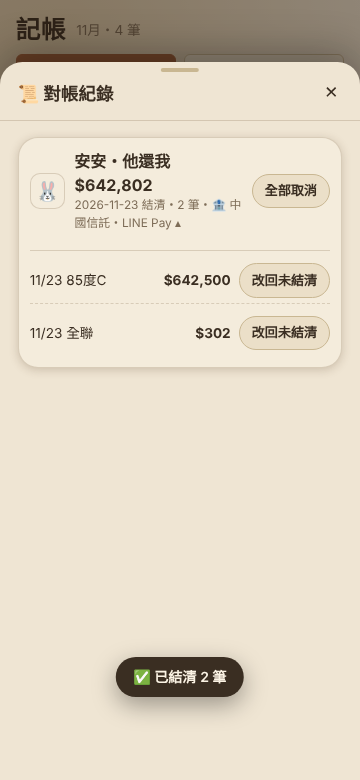 記帳 11月・4 筆
📜 對帳紀錄 ✕
安安・他還我
$642,802
2026-11-23 結清・2 筆・🏦 中
國信託・LINE Pay ▴
全部取消
11/23 85度C $642,500 改回未結清
11/23 全聯 $302 改回未結清
✅ 已結清 2 筆